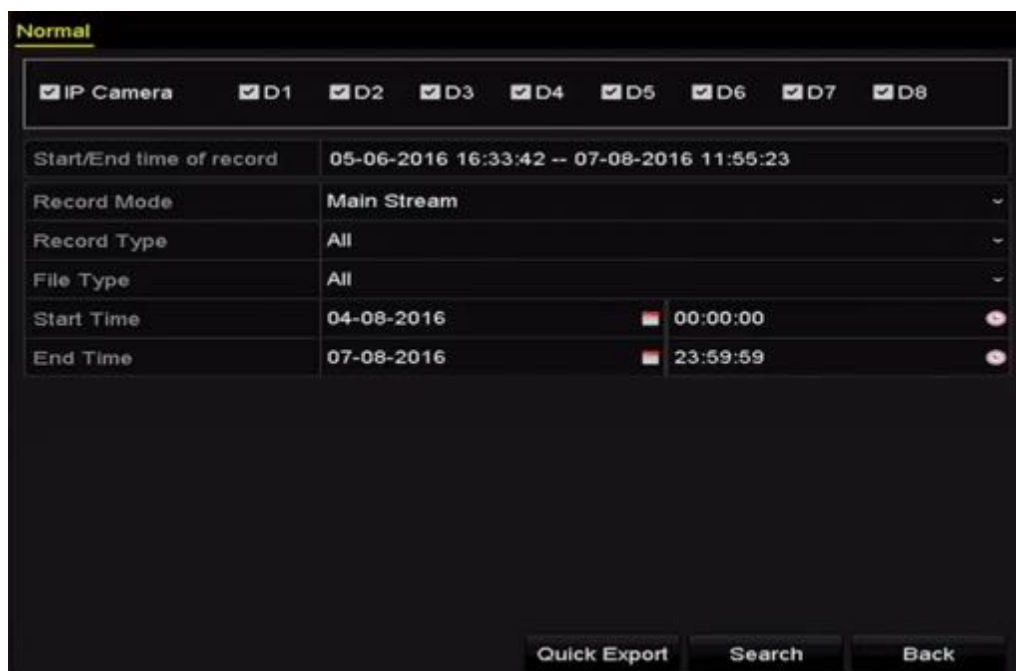 Normal
IP Camera D1 D2 D3 D4 D5 D6 D7 D8
Start/End time of record 05-06-2016 16:33:42 -- 07-08-2016 11:55:23
Record Mode Main Stream
Record Type All
File Type All
Start Time 04-08-2016 00:00:00
End Time 07-08-2016 23:59:59
Quick Export Search Back